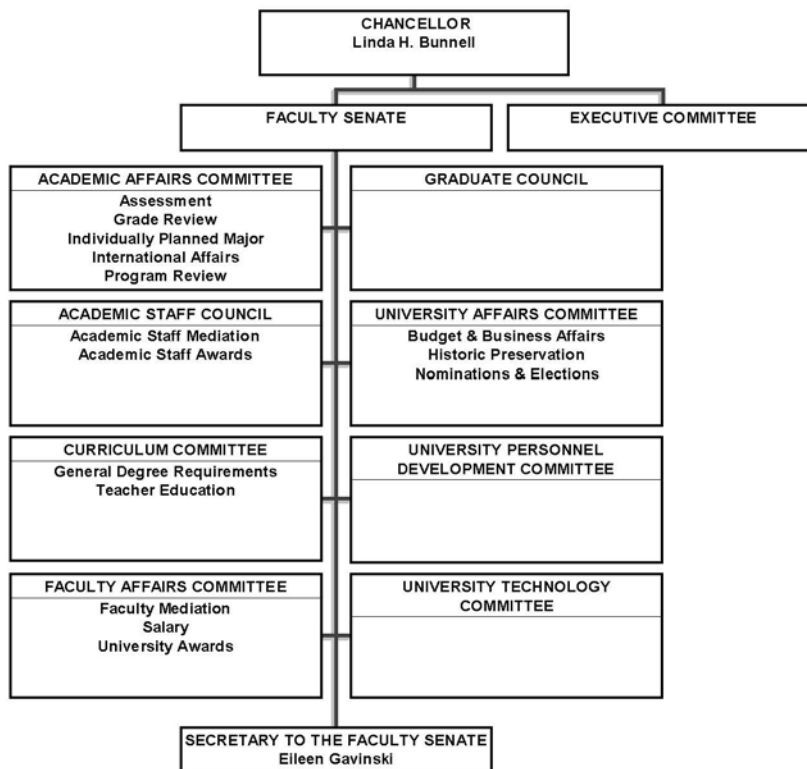 CHANCELLOR
Linda H. Bunnell
FACULTY SENATE
EXECUTIVE COMMITTEE
ACADEMIC AFFAIRS COMMITTEE
Assessment
Grade Review
Individually Planned Major
International Affairs
Program Review
GRADUATE COUNCIL
ACADEMIC STAFF COUNCIL
Academic Staff Mediation
Academic Staff Awards
UNIVERSITY AFFAIRS COMMITTEE
Budget & Business Affairs
Historic Preservation
Nominations & Elections
CURRICULUM COMMITTEE
General Degree Requirements
Teacher Education
UNIVERSITY PERSONNEL
DEVELOPMENT COMMITTEE
FACULTY AFFAIRS COMMITTEE
Faculty Mediation
Salary
University Awards
UNIVERSITY TECHNOLOGY
COMMITTEE
SECRETARY TO THE FACULTY SENATE
Eileen Gavinski